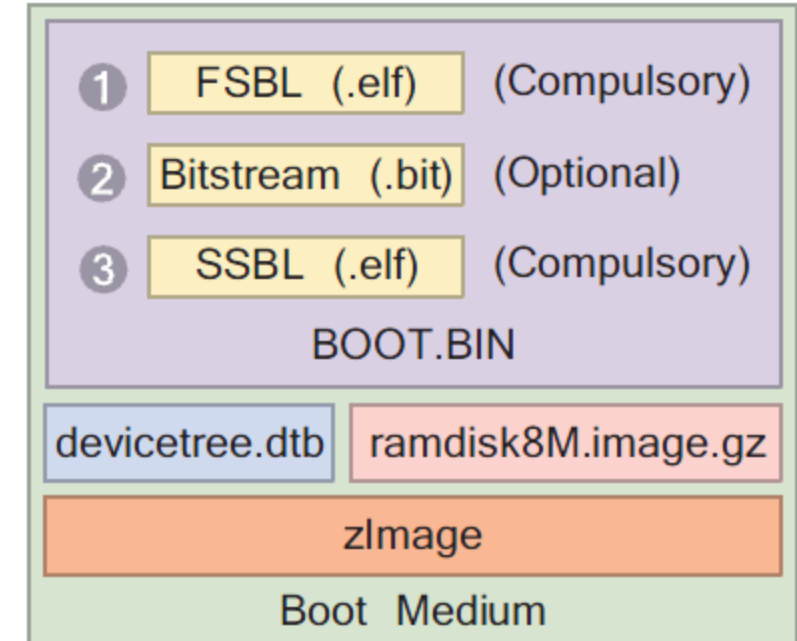 1 FSBL (.elf) (Compulsory)
2 Bitstream (.bit) (Optional)
3 SSBL (.elf) (Compulsory)
BOOT.BIN
devicetree.dtb ramdisk8M.image.gz
zImage
Boot Medium